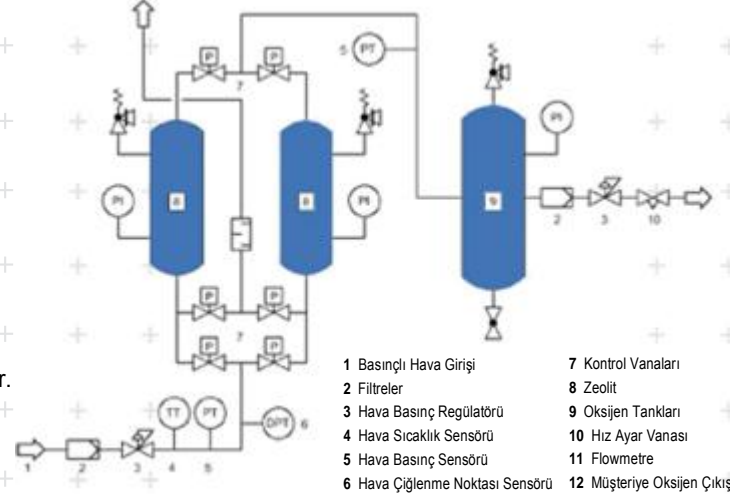 P P
5 PT
7
PI
8 8
PI PI
9
2 3 10
P P
7
P P
r.
TT PT DPT 6
1 2 3 4 5
1 Basınçlı Hava Girişi
2 Filtreler
3 Hava Basınç Regülatörü
4 Hava Sıcaklık Sensörü
5 Hava Basınç Sensörü
6 Hava Çiğlenme Noktası Sensörü
7 Kontrol Vanaları
8 Zeolit
9 Oksijen Tankları
10 Hız Ayar Vanası
11 Flowmetre
12 Müşteriye Oksijen Çıkış